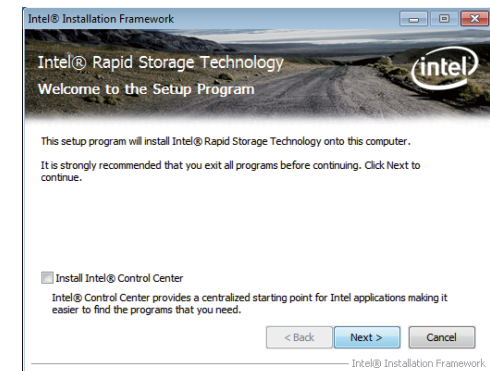 Intel® Installation Framework
Intel® Rapid Storage Technology
Welcome to the Setup Program
(intel)
This setup program will install Intel® Rapid Storage Technology onto this computer.
It is strongly recommended that you exit all programs before continuing. Click Next to
continue.
Install Intel® Control Center
Intel® Control Center provides a centralized starting point for Intel applications making it
easier to find the programs that you need.
< Back Next > Cancel
Intel® Installation Framework